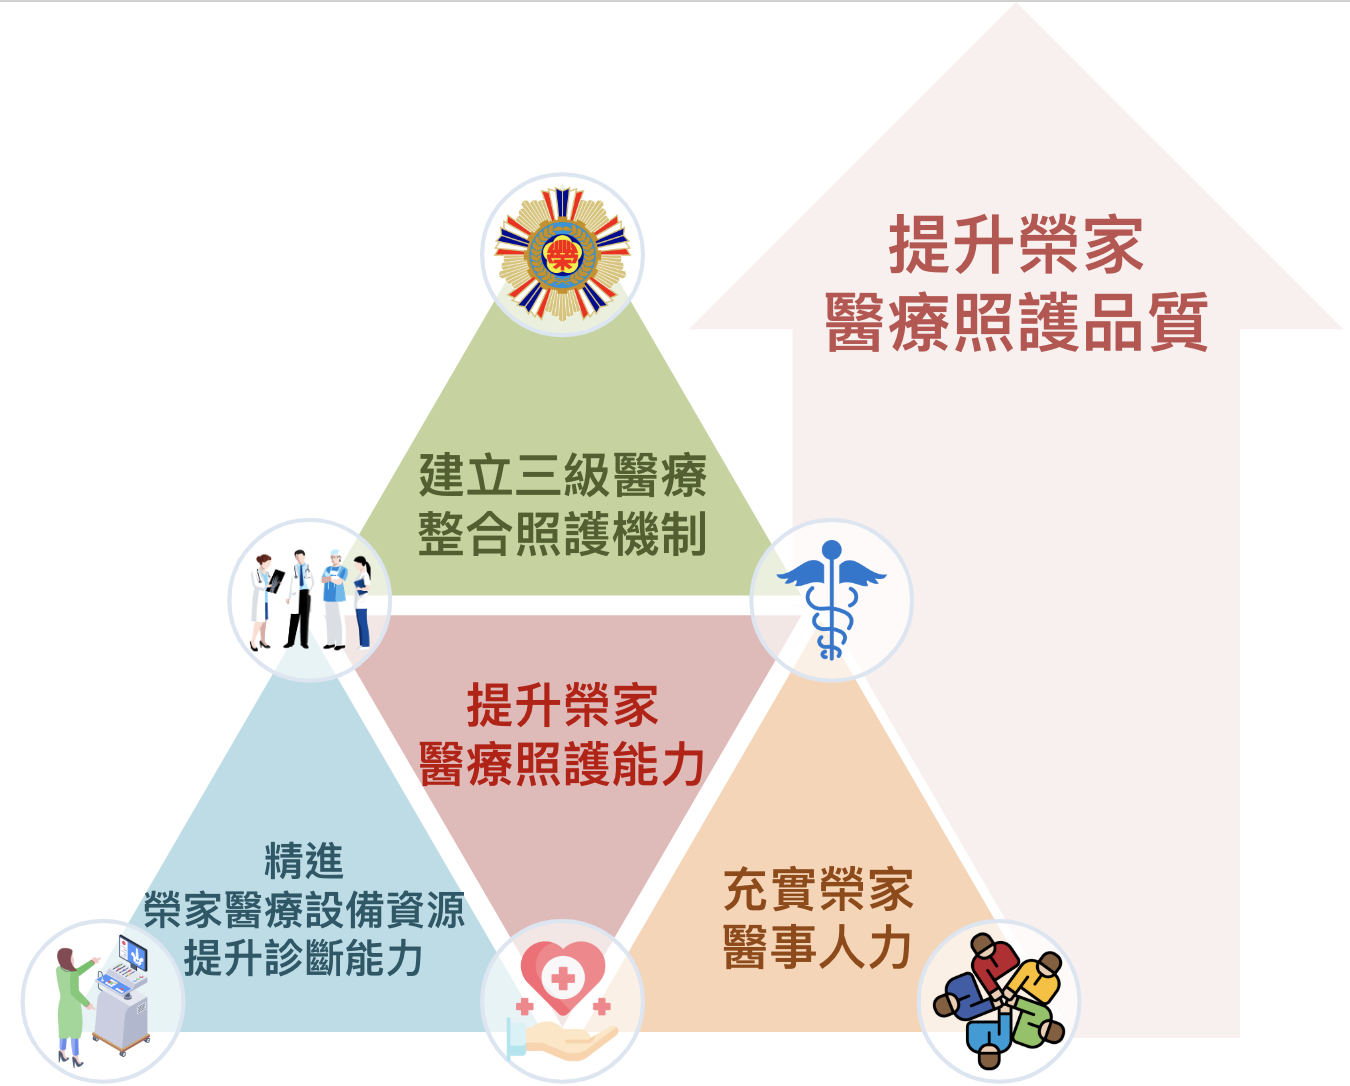 提升榮家
醫療照護品質
榮
建立三級醫療
整合照護機制
提升榮家
醫療照護能力
精進
榮家醫療設備資源
提升診斷能力
充實榮家
醫事人力